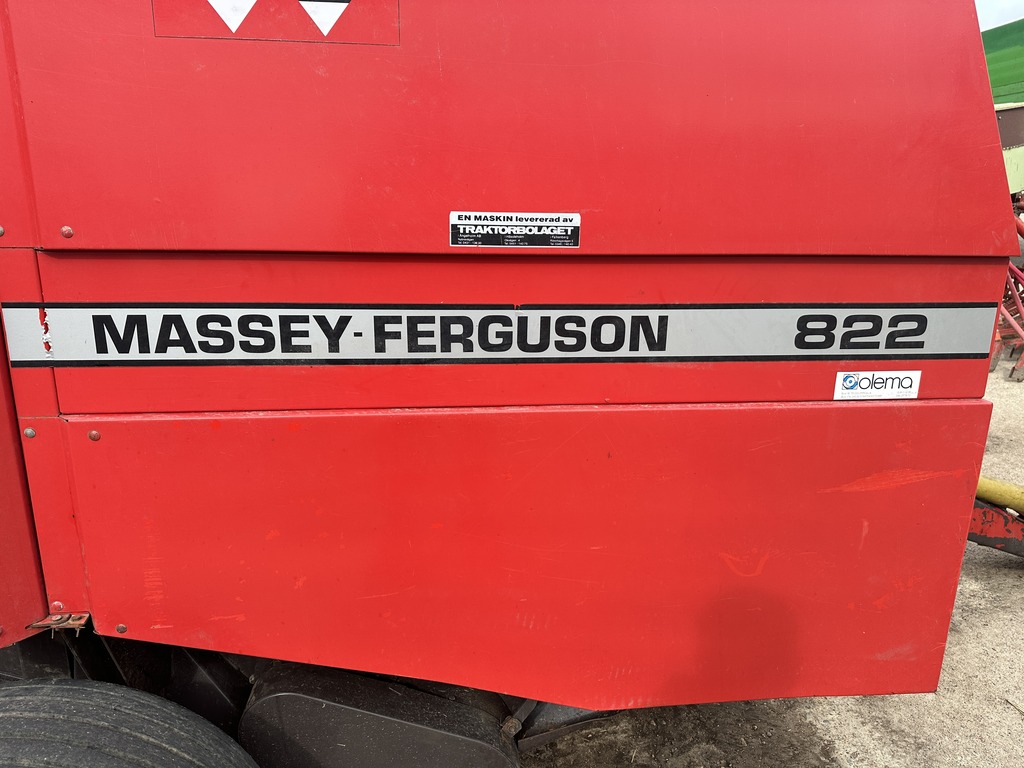 EN MASKIN levererad av
TRAKTORBOLAGET
MASSEY-FERGUSON 822
olema